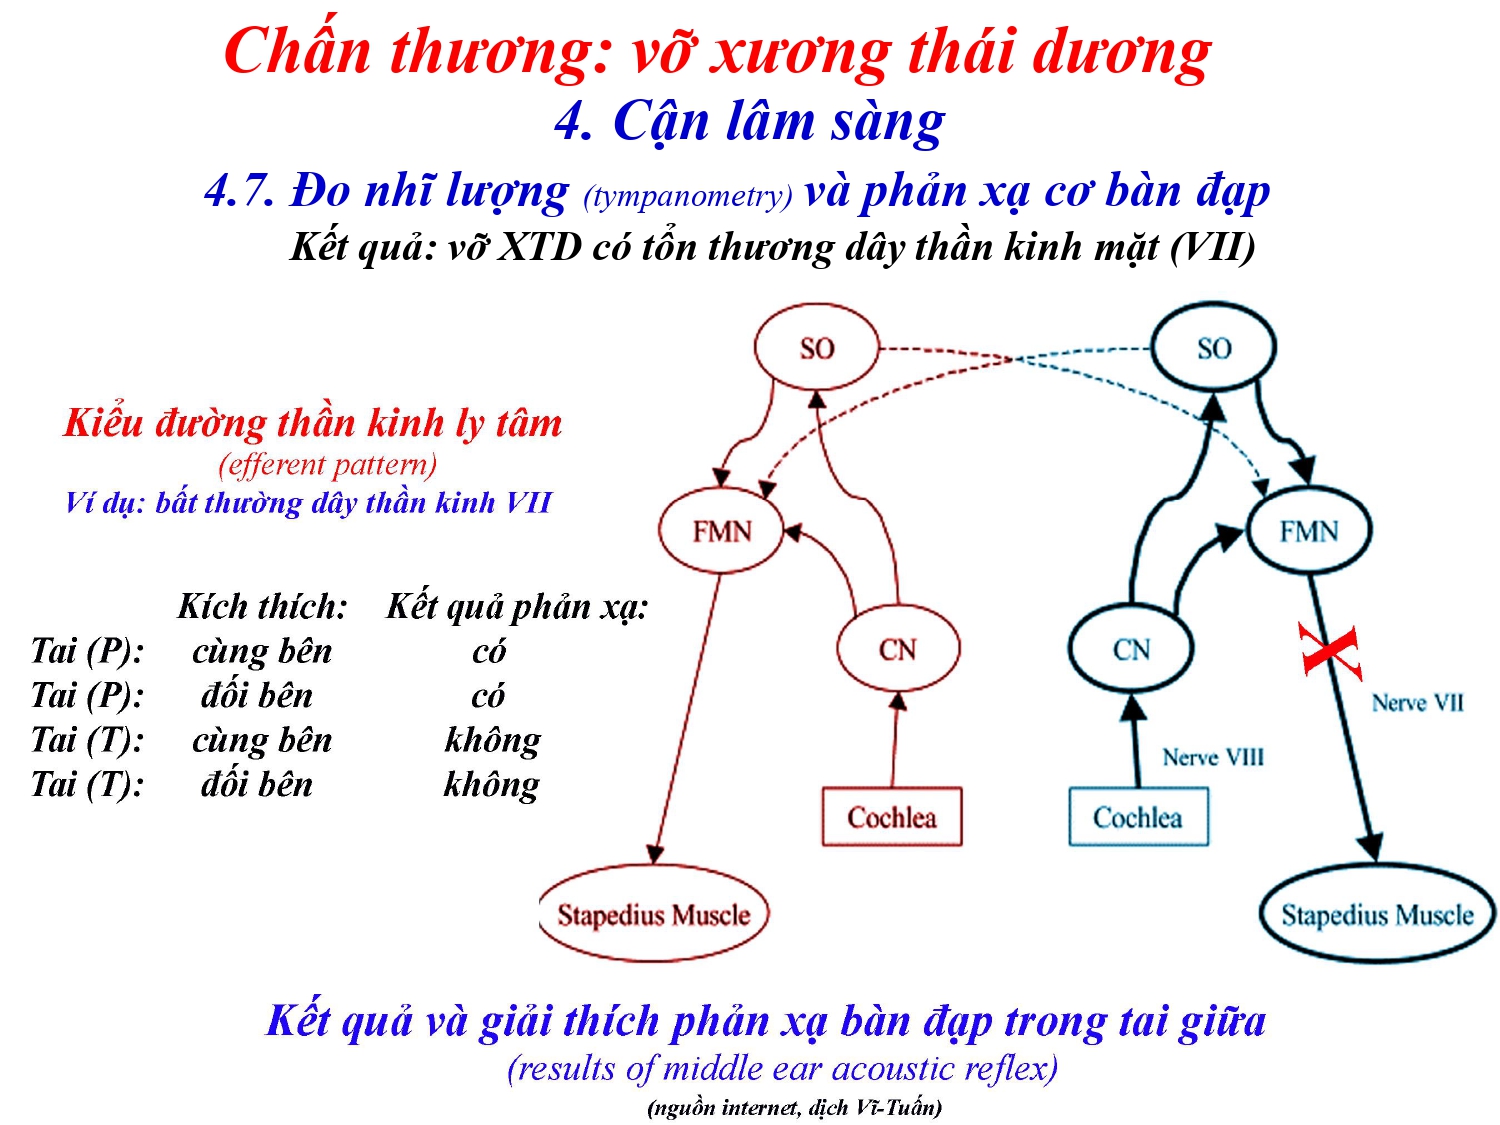 Chấn thương: vỡ xương thái dương
4. Cận lâm sàng
4.7. Đo nhĩ lượng (tympanometry) và phản xạ cơ bàn đạp
Kết quả: vỡ XTD có tổn thương dây thần kinh mặt (VII)
Kiểu đường thần kinh ly tâm
(efferent pattern)
Ví dụ: bất thường dây thần kinh VII
Kích thích: Kết quả phản xạ:
Tai (P): cùng bên có
Tai (P): đối bên có
Tai (T): cùng bên không
Tai (T): đối bên không
SO SO
FMN FMN
CN CN
X
Nerve VII
Nerve VIII
Cochlea Cochlea
Stapedius Muscle Stapedius Muscle
Kết quả và giải thích phản xạ bàn đạp trong tai giữa
(results of middle ear acoustic reflex)
(nguồn internet, dịch Vĩ-Tuấn)